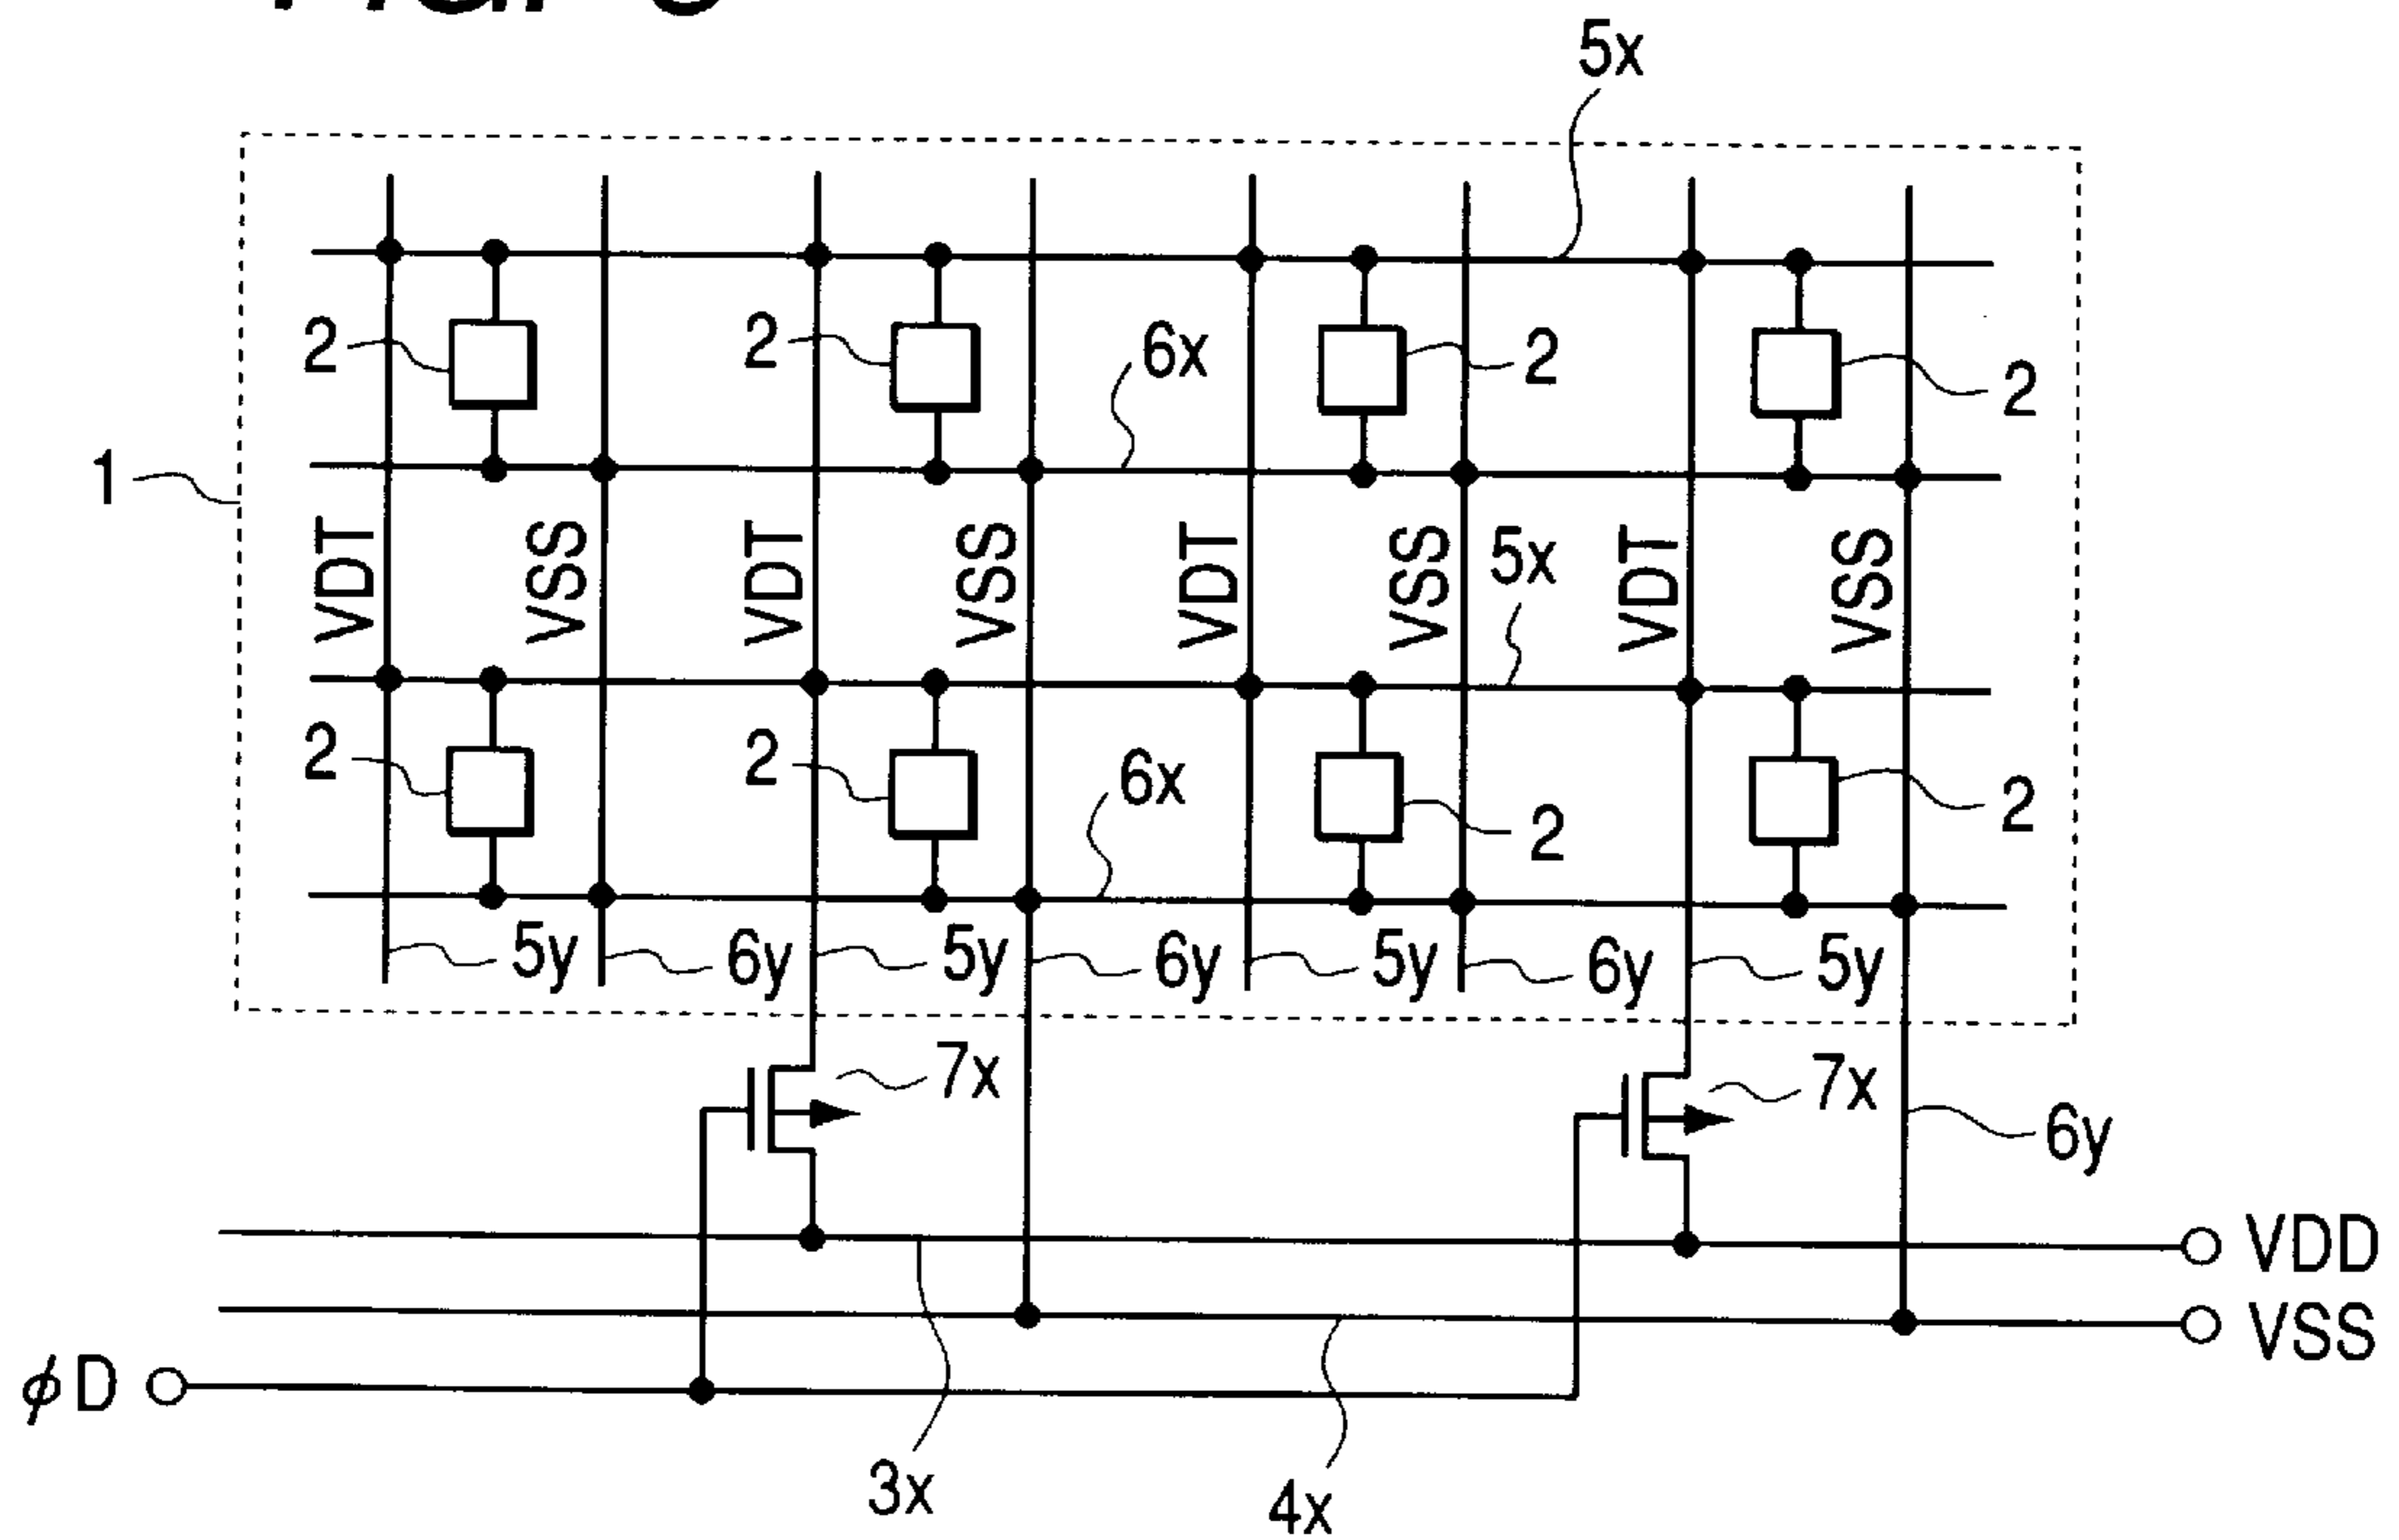 5x
2 2 6x 2 2
1
VDT VSS VDT VSS VDT VSS 5x VDT VSS
2 2 6x 2 2
5y 6y 5y 6y 5y 6y 5y
7x 7x 6y
VDD
VSS
ϕD
3x 4x